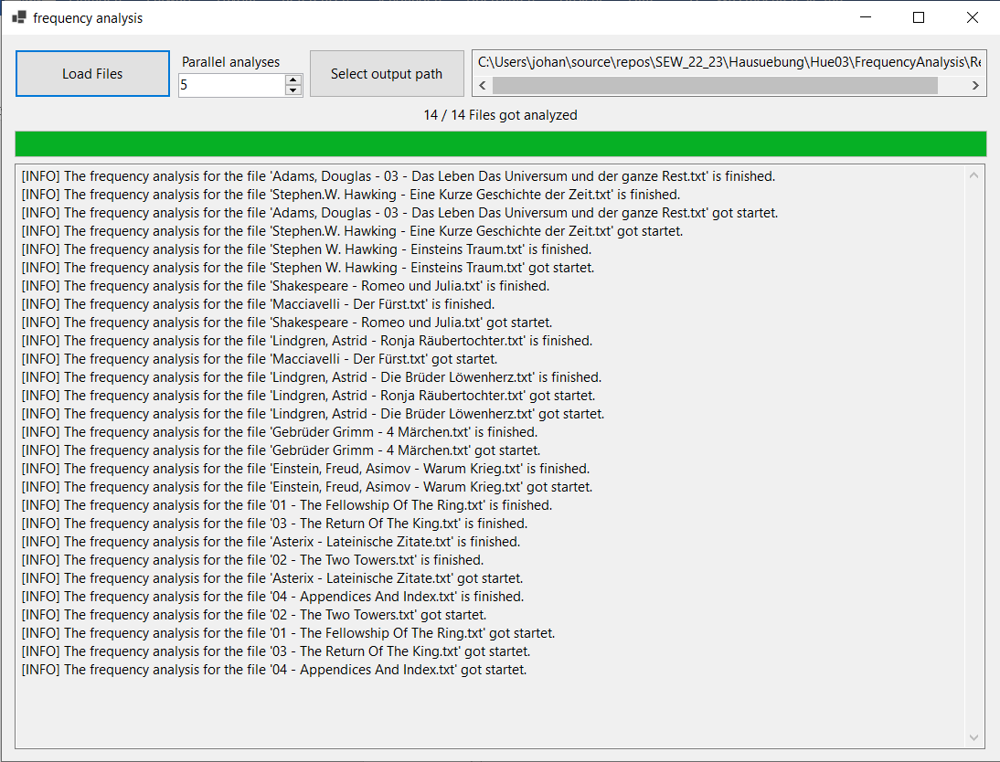 frequency analysis
Load Files
Parallel analyses
5
Select output path
C:\Users\johan\source\repos\SEW_22_23\Hausuebung\Hue03\FrequencyAnalysis\Re
14 / 14 Files got analyzed
[INFO] The frequency analysis for the file 'Adams, Douglas - 03 - Das Leben Das Universum und der ganze Rest.txt' is finished.
[INFO] The frequency analysis for the file 'Stephen.W. Hawking - Eine Kurze Geschichte der Zeit.txt' is finished.
[INFO] The frequency analysis for the file 'Adams, Douglas - 03 - Das Leben Das Universum und der ganze Rest.txt' got startet.
[INFO] The frequency analysis for the file 'Stephen.W. Hawking - Eine Kurze Geschichte der Zeit.txt' got startet.
[INFO] The frequency analysis for the file 'Stephen W. Hawking - Einsteins Traum.txt' is finished.
[INFO] The frequency analysis for the file 'Stephen W. Hawking - Einsteins Traum.txt' got startet.
[INFO] The frequency analysis for the file 'Shakespeare - Romeo und Julia.txt' is finished.
[INFO] The frequency analysis for the file 'Macciavelli - Der Fürst.txt' is finished.
[INFO] The frequency analysis for the file 'Shakespeare - Romeo und Julia.txt' got startet.
[INFO] The frequency analysis for the file 'Lindgren, Astrid - Ronja Räubertochter.txt' is finished.
[INFO] The frequency analysis for the file 'Macciavelli - Der Fürst.txt' got startet.
[INFO] The frequency analysis for the file 'Lindgren, Astrid - Die Brüder Löwenherz.txt' is finished.
[INFO] The frequency analysis for the file 'Lindgren, Astrid - Ronja Räubertochter.txt' got startet.
[INFO] The frequency analysis for the file 'Lindgren, Astrid - Die Brüder Löwenherz.txt' got startet.
[INFO] The frequency analysis for the file 'Gebrüder Grimm - 4 Märchen.txt' is finished.
[INFO] The frequency analysis for the file 'Gebrüder Grimm - 4 Märchen.txt' got startet.
[INFO] The frequency analysis for the file 'Einstein, Freud, Asimov - Warum Krieg.txt' is finished.
[INFO] The frequency analysis for the file 'Einstein, Freud, Asimov - Warum Krieg.txt' got startet.
[INFO] The frequency analysis for the file '01 - The Fellowship Of The Ring.txt' is finished.
[INFO] The frequency analysis for the file '03 - The Return Of The King.txt' is finished.
[INFO] The frequency analysis for the file 'Asterix - Lateinische Zitate.txt' is finished.
[INFO] The frequency analysis for the file '02 - The Two Towers.txt' is finished.
[INFO] The frequency analysis for the file 'Asterix - Lateinische Zitate.txt' got startet.
[INFO] The frequency analysis for the file '04 - Appendices And Index.txt' is finished.
[INFO] The frequency analysis for the file '02 - The Two Towers.txt' got startet.
[INFO] The frequency analysis for the file '01 - The Fellowship Of The Ring.txt' got startet.
[INFO] The frequency analysis for the file '03 - The Return Of The King.txt' got startet.
[INFO] The frequency analysis for the file '04 - Appendices And Index.txt' got startet.